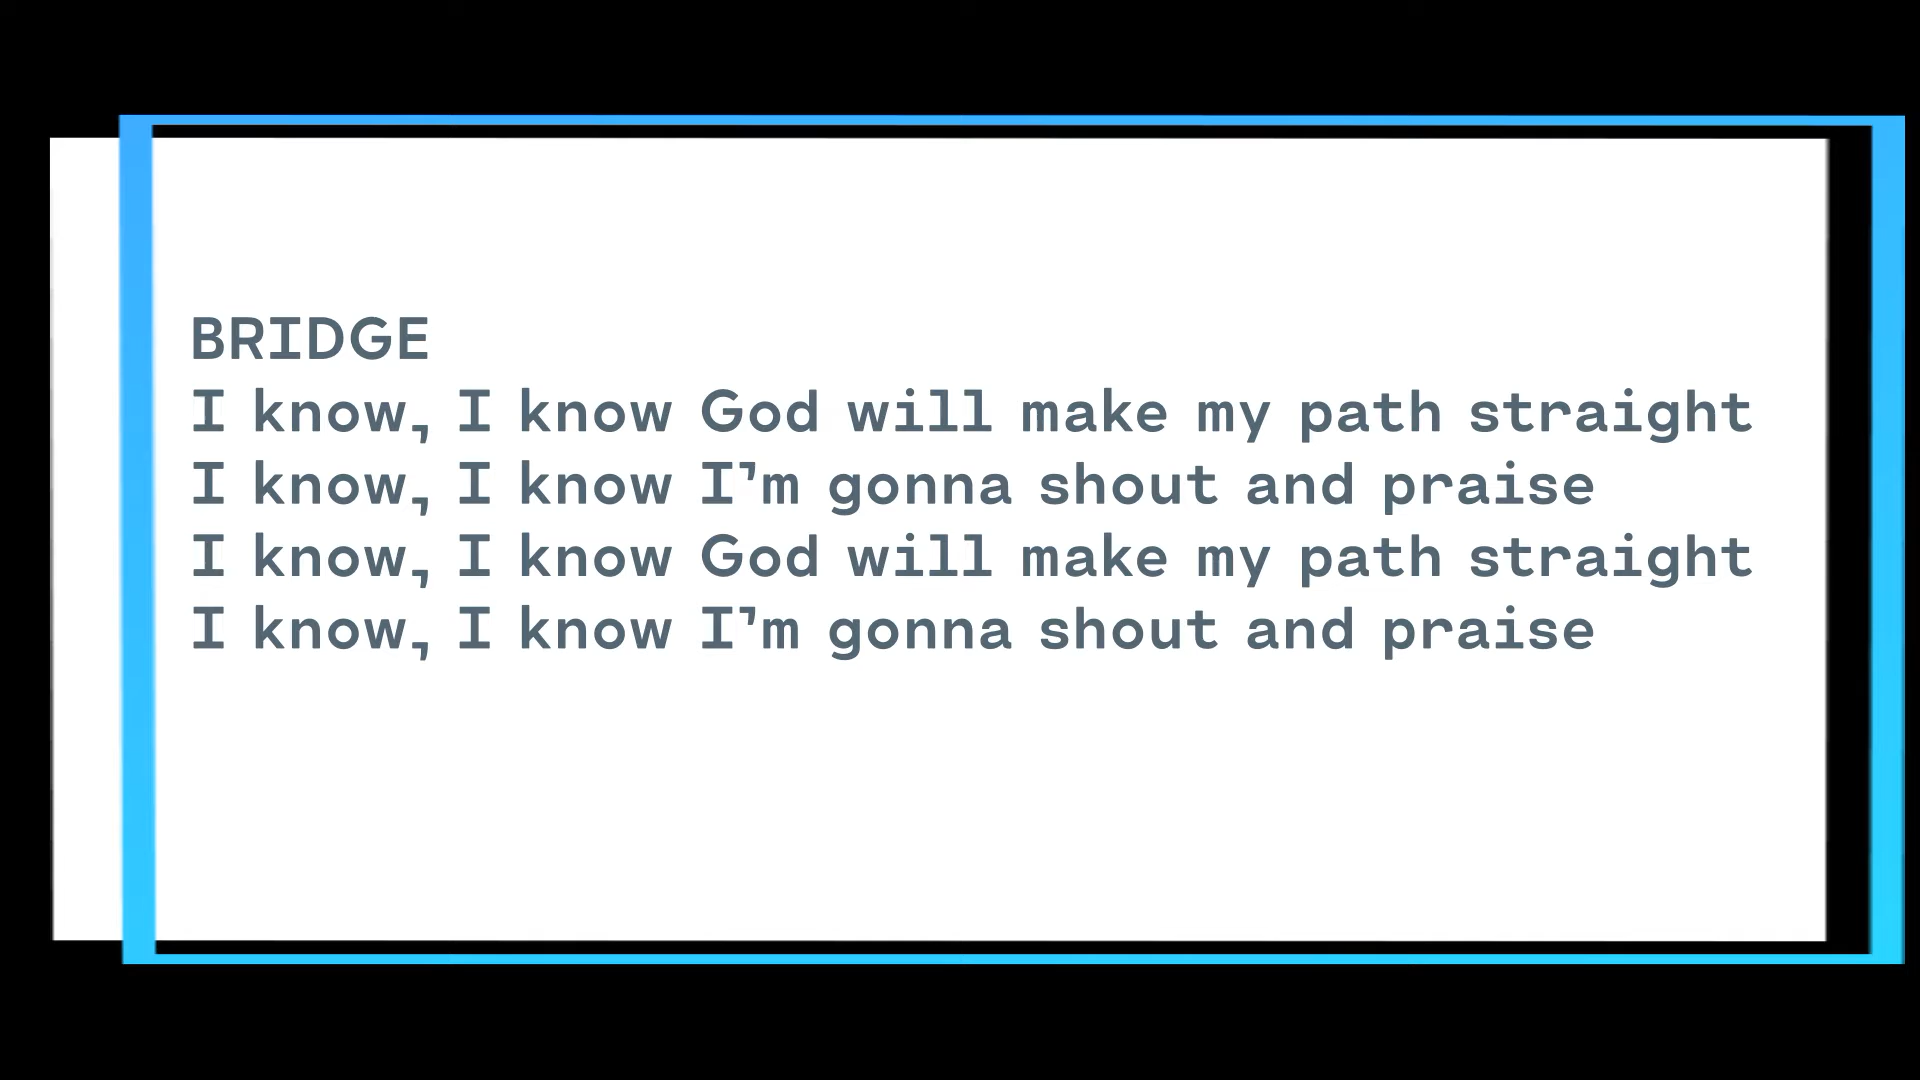 BRIDGE
I know, I know God will make my path straight
I know, I know I’m gonna shout and praise
I know, I know God will make my path straight
I know, I know I’m gonna shout and praise